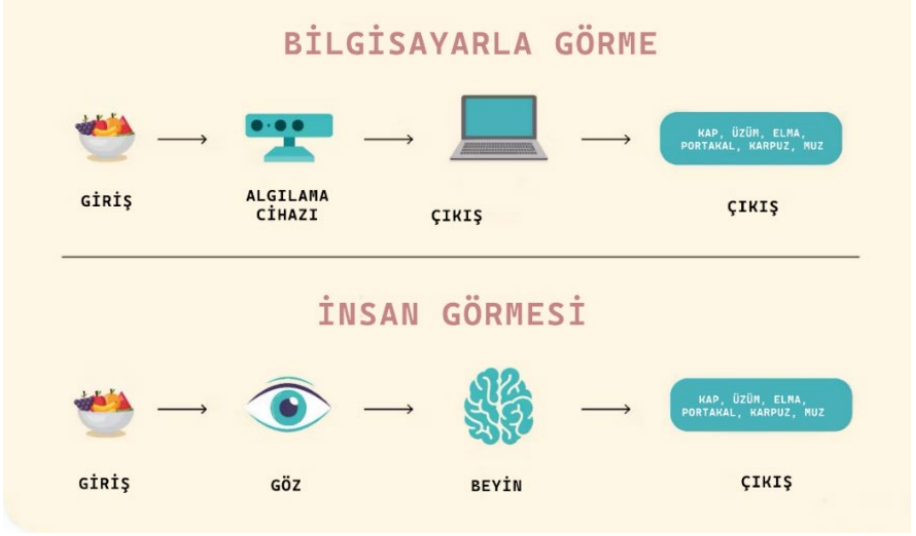 BİLGİSAYARLA GÖRME
KAP, ÜZÜM, ELMA,
PORTAKAL, KARPUZ, MUZ
GİRİŞ
ALGILAMA
CİHAZI
ÇIKIŞ
ÇIKIŞ
İNSAN GÖRMESİ
KAP, ÜZÜM, ELMA,
PORTAKAL, KARPUZ, MUZ
GİRİŞ
GÖZ
BEYİN
ÇIKIŞ